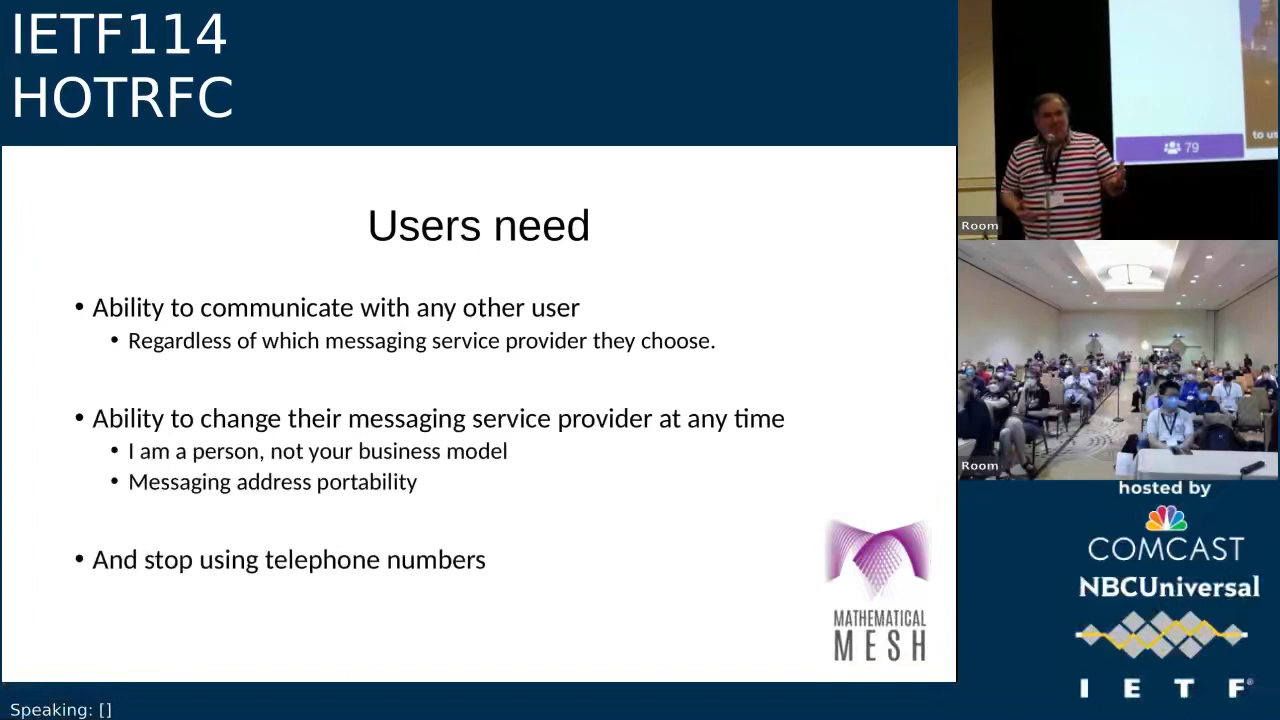 IETF114
HOTRFC
Users need
• Ability to communicate with any other user
• Regardless of which messaging service provider they choose.
• Ability to change their messaging service provider at any time
• I am a person, not your business model
• Messaging address portability
• And stop using telephone numbers
MATHEMATICAL
MESH
Speaking: []
79
to us
Room
Room
hosted by
COMCAST
NBCUniversal
I E T F®